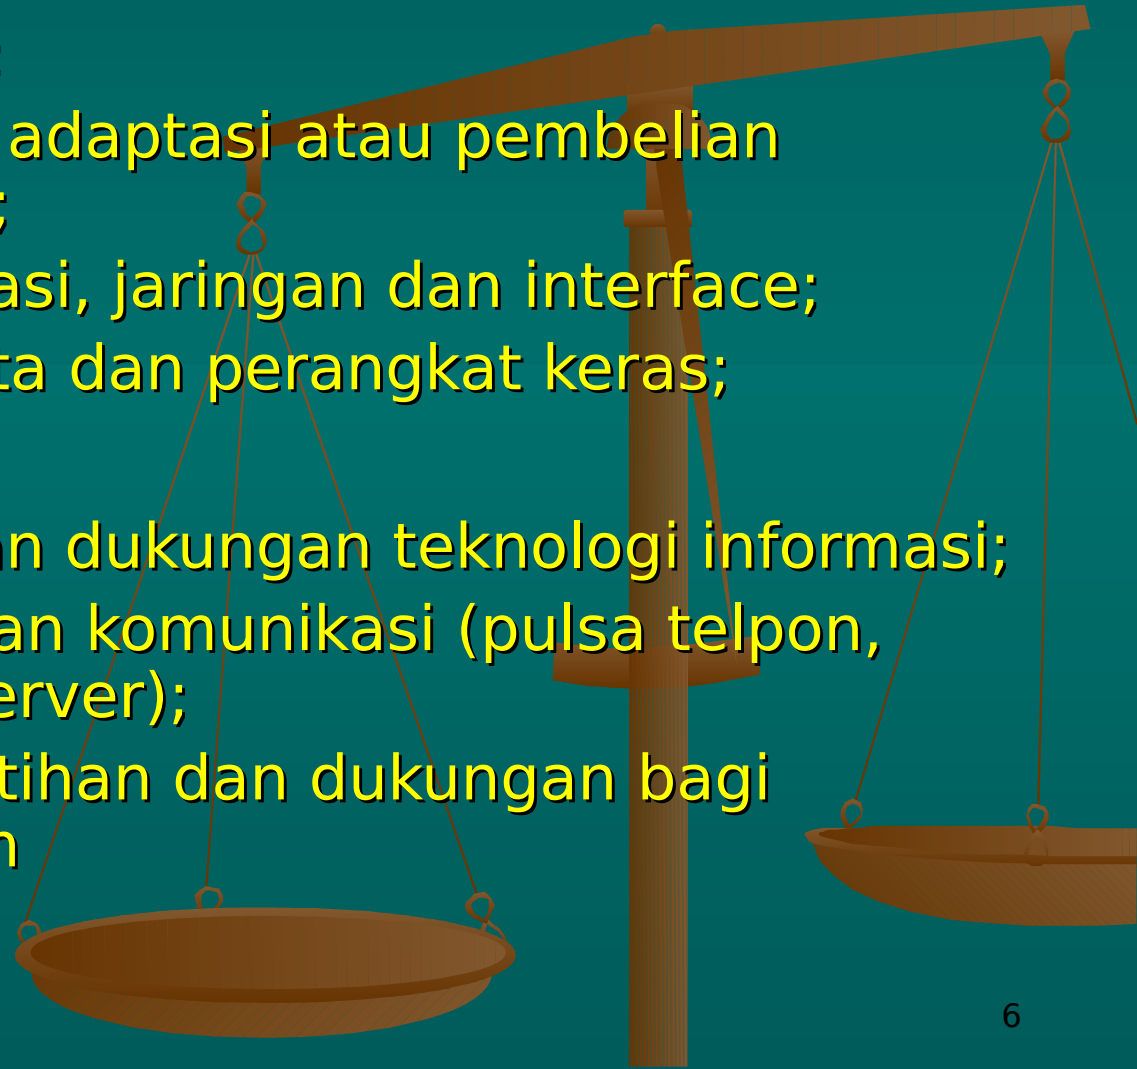 :
adaptasi atau pembelian
;
asi, jaringan dan interface;
ta dan perangkat keras;
an dukungan teknologi informasi;
an komunikasi (pulsa telpon,
erver);
tihan dan dukungan bagi
n
6